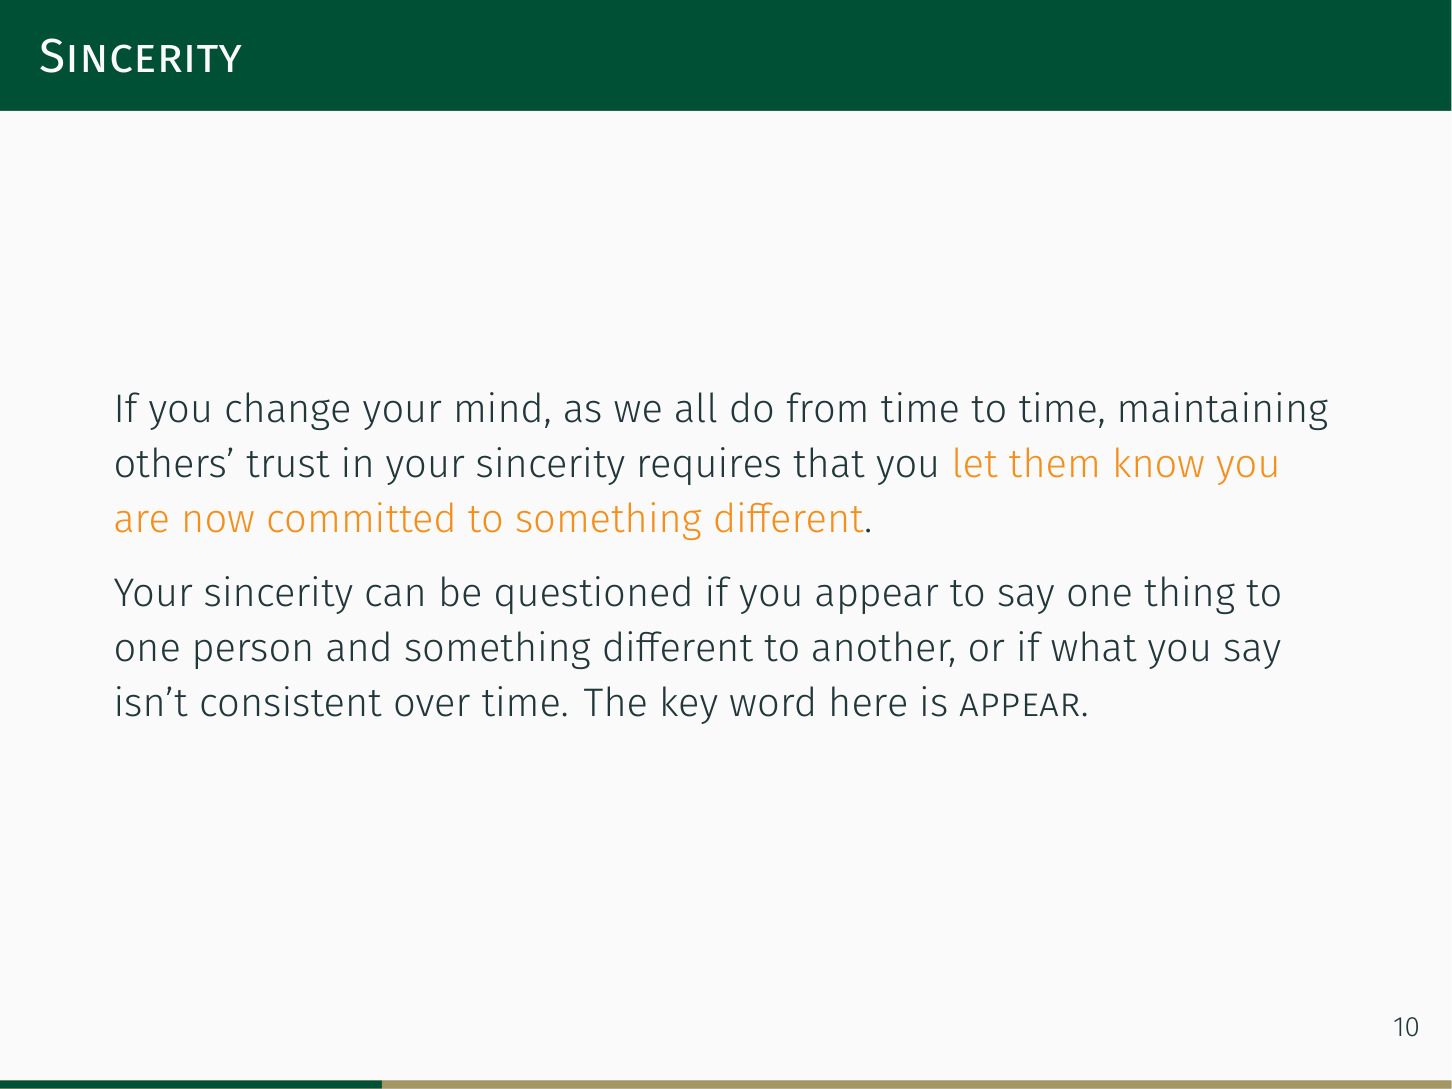 Sincerity
If you change your mind, as we all do from time to time, maintaining
others’ trust in your sincerity requires that you let them know you
are now committed to something different.
Your sincerity can be questioned if you appear to say one thing to
one person and something different to another, or if what you say
isn’t consistent over time. The key word here is APPEAR.
10